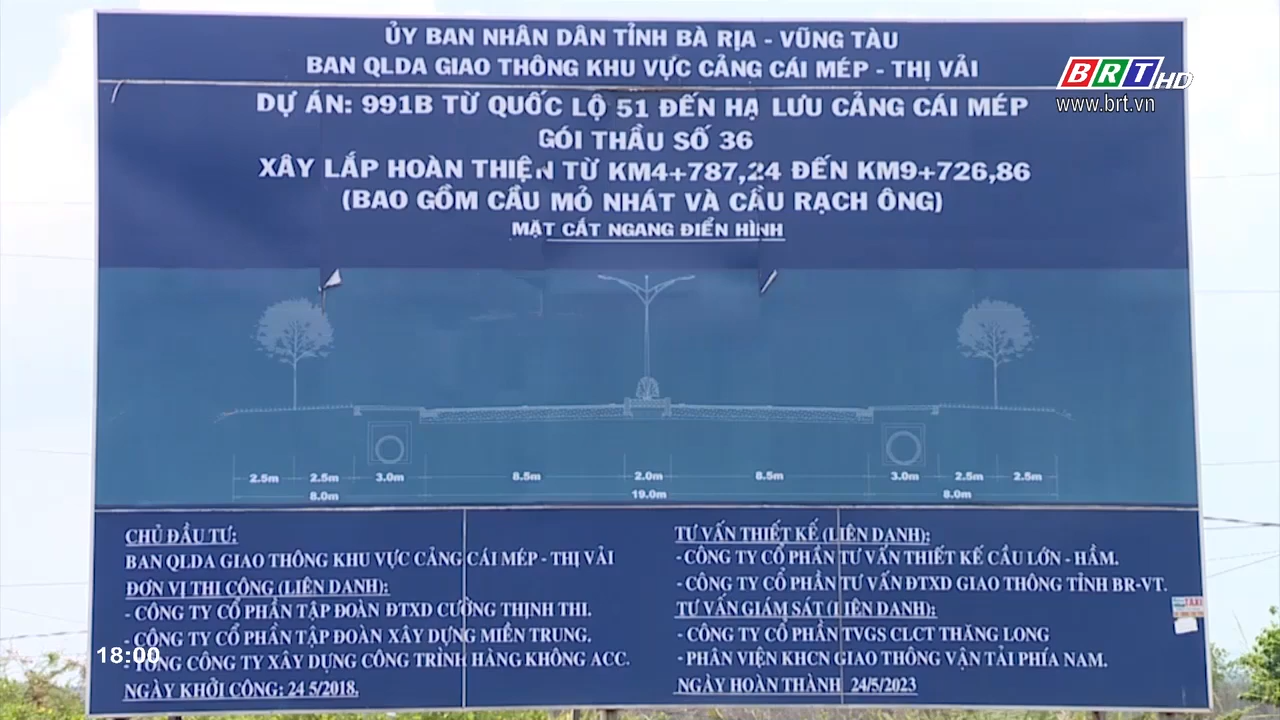 ỦY BAN NHÂN DÂN TỈNH BÀ RỊA - VŨNG TÀU
BAN QLDA GIAO THÔNG KHU VỰC CẢNG CÁI MÉP - THỊ VẢI
BRT HD
www.brt.vn
DỰ ÁN: 991B TỪ QUỐC LỘ 51 ĐẾN HẠ LƯU CẢNG CÁI MÉP
GÓI THẦU SỐ 36
XÂY LẮP HOÀN THIỆN TỪ KM4+787,24 ĐẾN KM9+726,86
(BAO GỒM CẦU MỎ NHÁT VÀ CẦU RẠCH ÔNG)
MẶT CẮT NGANG ĐIỂN HÌNH
2.5m 2.5m 3.0m 8.5m 2.0m 8.5m 3.0m 2.5m 2.5m
8.0m 19.0m 8.0m
CHỦ ĐẦU TƯ:
BAN QLDA GIAO THÔNG KHU VỰC CẢNG CÁI MÉP - THỊ VẢI
ĐƠN VỊ THI CÔNG (LIÊN DANH):
- CÔNG TY CỔ PHẦN TẬP ĐOÀN ĐTXD CƯỜNG THỊNH THI.
- CÔNG TY CỔ PHẦN TẬP ĐOÀN XÂY DỰNG MIỀN TRUNG.
- TỔNG CÔNG TY XÂY DỰNG CÔNG TRÌNH HÀNG KHÔNG ACC.
NGÀY KHỞI CÔNG: 24 5/2018.
TƯ VẤN THIẾT KẾ (LIÊN DANH):
- CÔNG TY CỔ PHẦN TƯ VẤN THIẾT KẾ CẦU LỚN - HẦM.
- CÔNG TY CỔ PHẦN TƯ VẤN ĐTXD GIAO THÔNG TỈNH BR-VT.
TƯ VẤN GIÁM SÁT (LIÊN DANH):
- CÔNG TY CỔ PHẦN TVGS CLCT THĂNG LONG
- PHÂN VIỆN KHCN GIAO THÔNG VẬN TẢI PHÍA NAM.
NGÀY HOÀN THÀNH 24/5/2023
TAXI
18:00